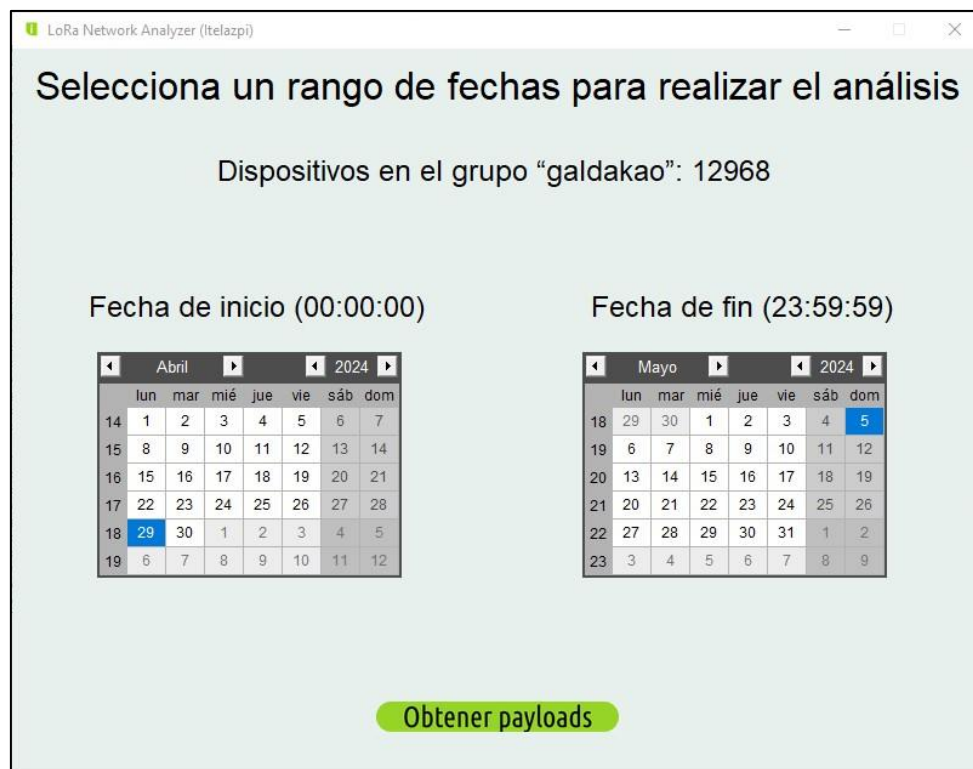 LoRa Network Analyzer (Itelazpi)
Selecciona un rango de fechas para realizar el análisis
Dispositivos en el grupo “galdakao”: 12968
Fecha de inicio (00:00:00)
Abril 2024
lun mar mié jue vie sáb dom
14 1 2 3 4 5 6 7
15 8 9 10 11 12 13 14
16 15 16 17 18 19 20 21
17 22 23 24 25 26 27 28
18 29 30 1 2 3 4 5
19 6 7 8 9 10 11 12
Fecha de fin (23:59:59)
Mayo 2024
lun mar mié jue vie sáb dom
18 29 30 1 2 3 4 5
19 6 7 8 9 10 11 12
20 13 14 15 16 17 18 19
21 20 21 22 23 24 25 26
22 27 28 29 30 31 1 2
23 3 4 5 6 7 8 9
Obtener payloads